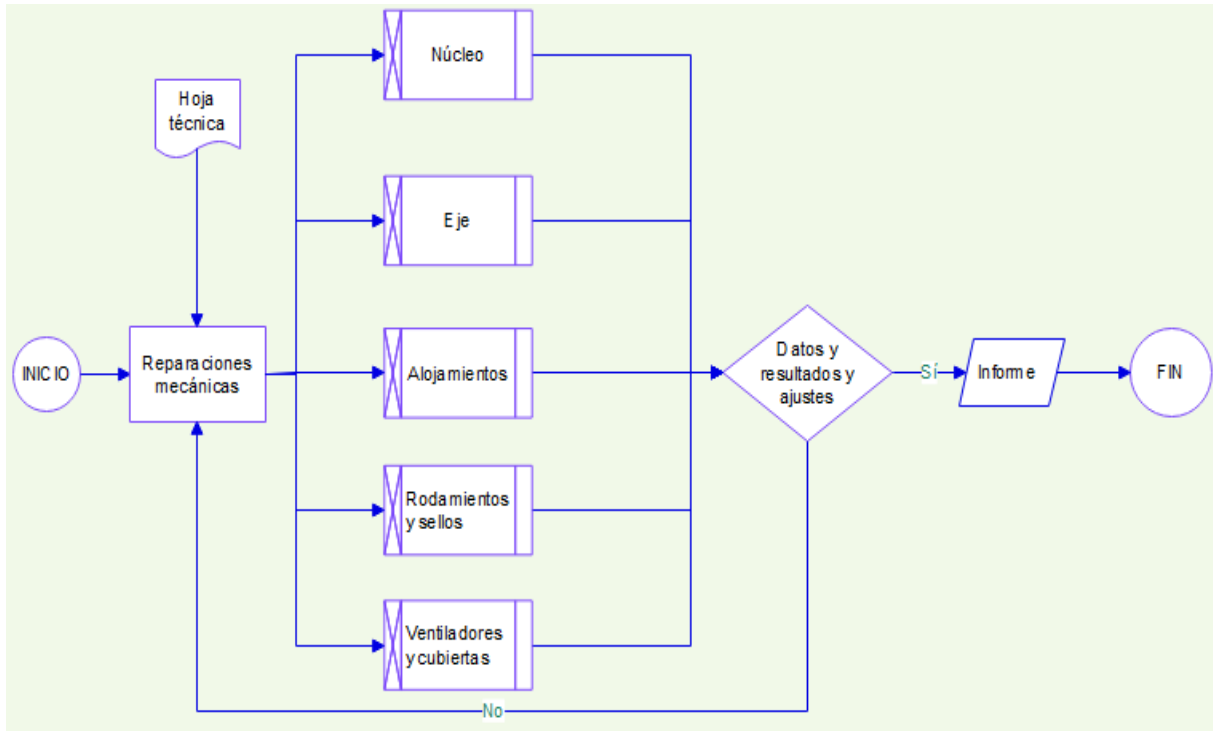 Núcleo
Hoja
técnica
Eje
INICIO
Reparaciones
mecánicas
Alojamientos
Datos y
resultados y
ajustes
Sí
Informe
FIN
Rodamientos
y sellos
Ventiladores
y cubiertas
No